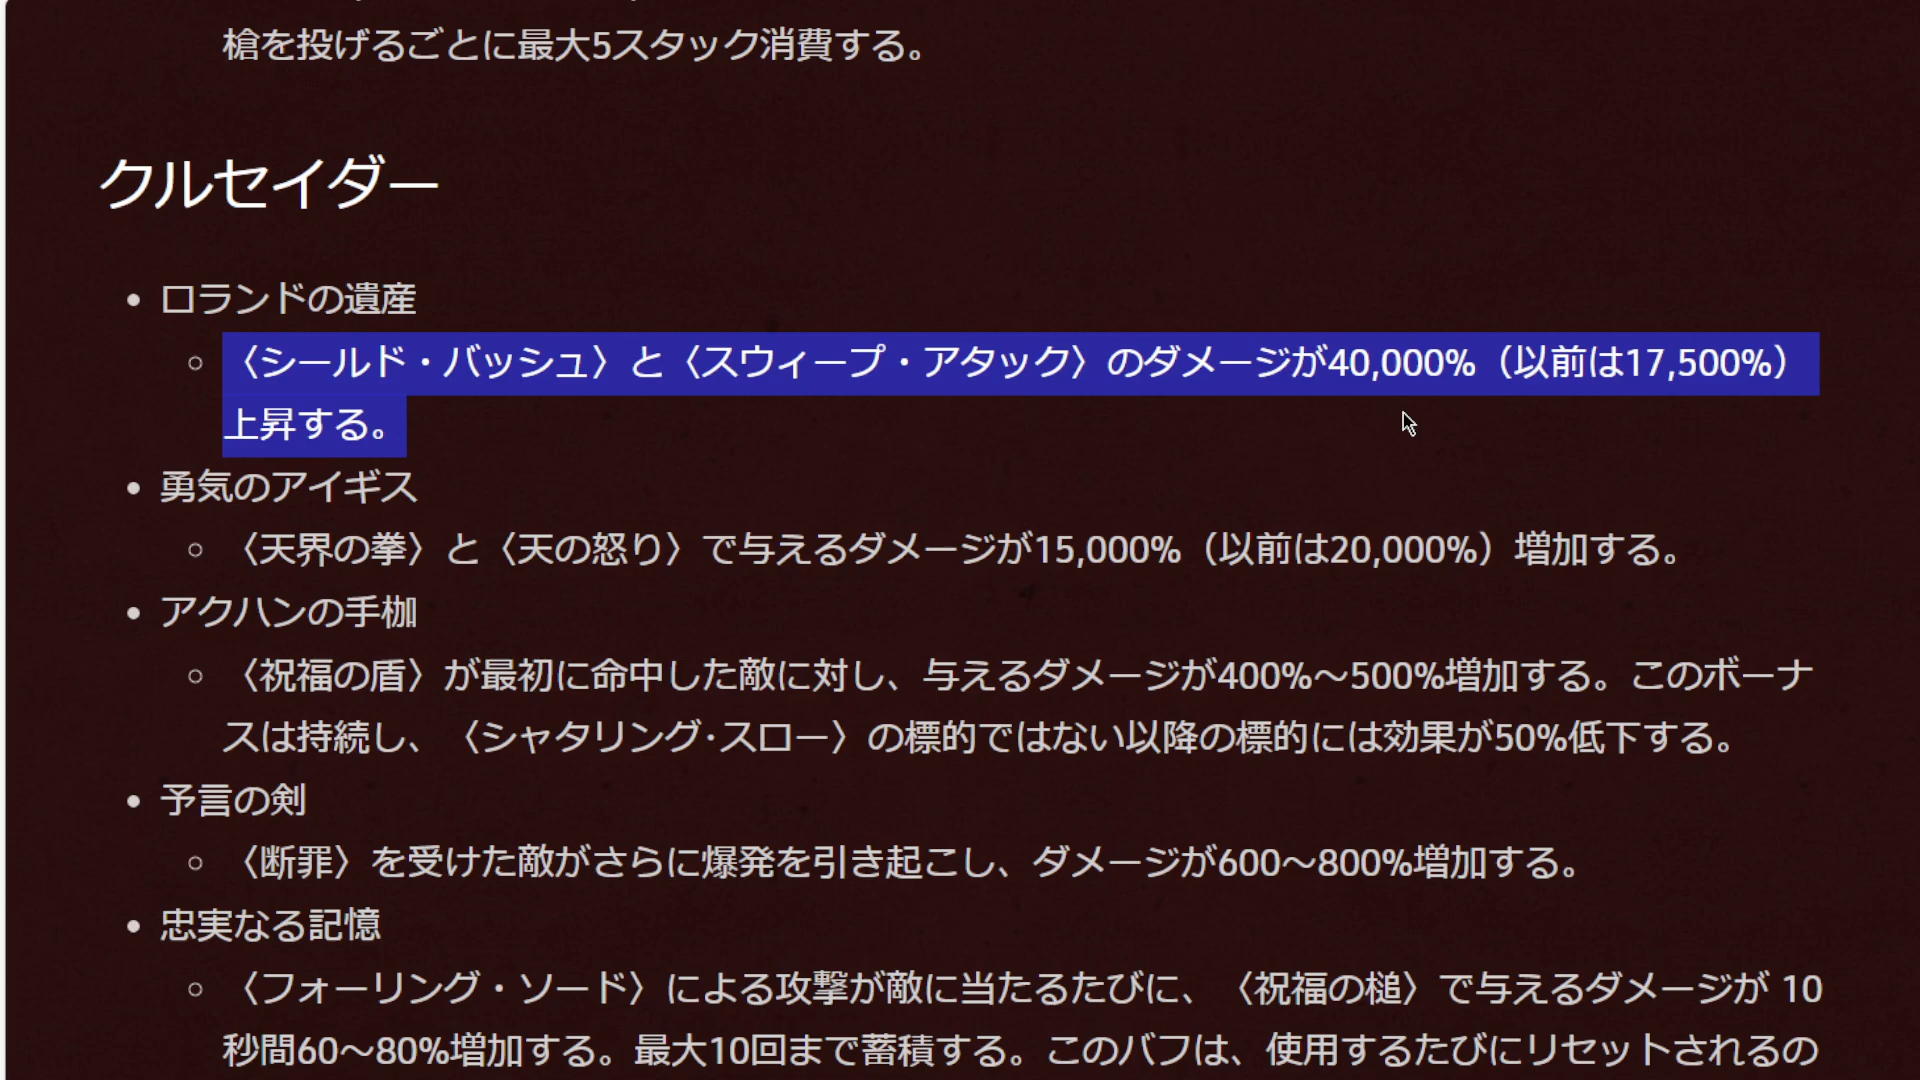 槍を投げるごとに最大5スタック消費する。
クルセイダー
• ロランドの遺産
○ 〈シールド・バッシュ〉と〈スウィープ・アタック〉のダメージが40,000%（以前は17,500%）
上昇する。
• 勇気のアイギス
○ 〈天界の拳〉と〈天の怒り〉で与えるダメージが15,000%（以前は20,000%）増加する。
• アクハンの手枷
○ 〈祝福の盾〉が最初に命中した敵に対し、与えるダメージが400%～500%増加する。このボーナ
スは持続し、〈シャタリング·スロー〉の標的ではない以降の標的には効果が50%低下する。
• 予言の剣
○ 〈断罪〉を受けた敵がさらに爆発を引き起こし、ダメージが600～800%増加する。
• 忠実なる記憶
○ 〈フォーリング・ソード〉による攻撃が敵に当たるたびに、〈祝福の槌〉で与えるダメージが 10
秒間60～80%増加する。最大10回まで蓄積する。このバフは、使用するたびにリセットされるの